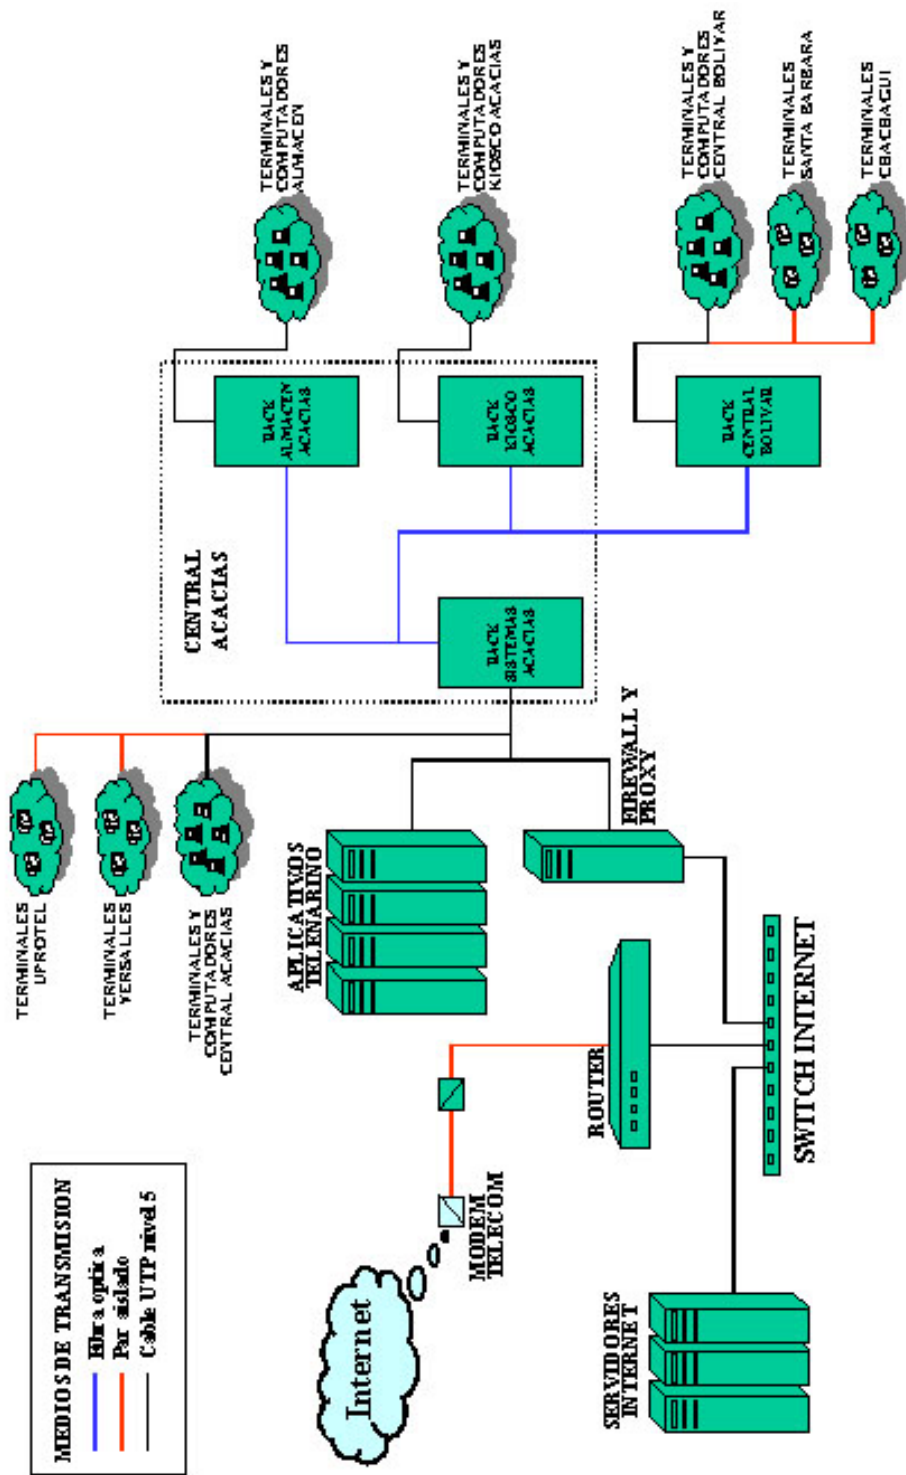 MEDIOS DE TRANSMISION
Fibra optica
Par aislado
Cable UTP nivel 5
TERMINALES
UPROTEL
TERMINALES
VERSALLES
TERMINALES Y
COMPUTADORES
CENTRAL ACACIAS
CENTRAL
ACACIAS
RACK
ALMACEN
ACACIAS
TERMINALES Y
COMPUTADORES
ALMACEN
RACK
KIOSCO
ACACIAS
TERMINALES Y
COMPUTADORES
KIOSCO ACACIAS
RACK
SISTEMAS
ACACIAS
RACK
CENTRAL
BOLIVAR
TERMINALES Y
COMPUTADORES
CENTRAL BOLIVAR
TERMINALES
SANTA BARBARA
TERMINALES
Internet
MODEM
TELECOM
APLICATIVOS
TELENARINO
FIREWALL Y
PROXY
ROUTER
SERVIDORES
INTERNET
SWITCH INTERNET